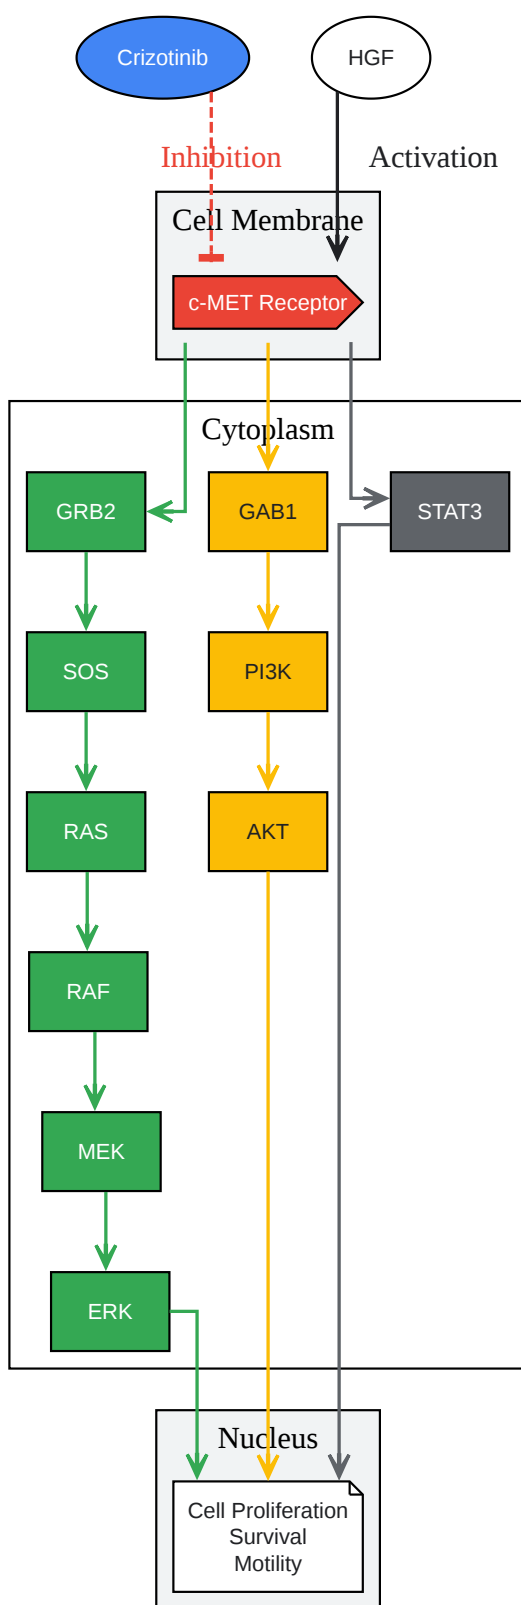 Crizotinib
HGF
Inhibition
Activation
Cell Membrane
c-MET Receptor
Cytoplasm
GRB2
GAB1
STAT3
SOS
PI3K
RAS
AKT
RAF
MEK
ERK
Nucleus
Cell Proliferation
Survival
Motility